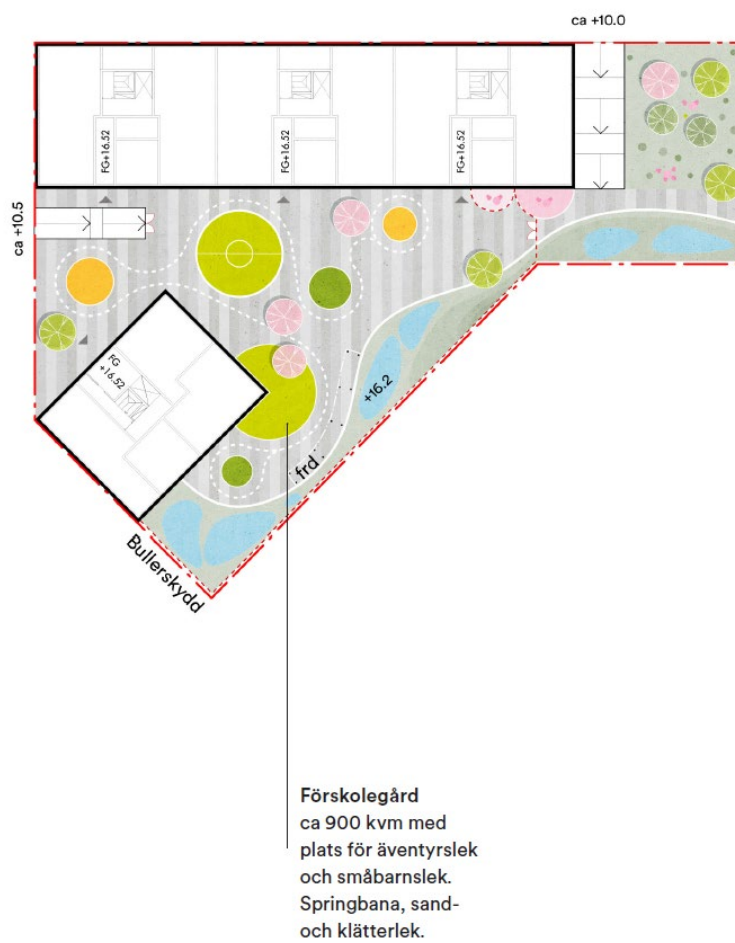 ca +10.0
FG+16.52
FG+16.52
FG+16.52
ca +10.5
FG
+16.52
+16.2
frd
Bullerskydd
Förskolegård
ca 900 kvm med
plats för äventyrslek
och småbarnslek.
Springbana, sand-
och klätterlek.